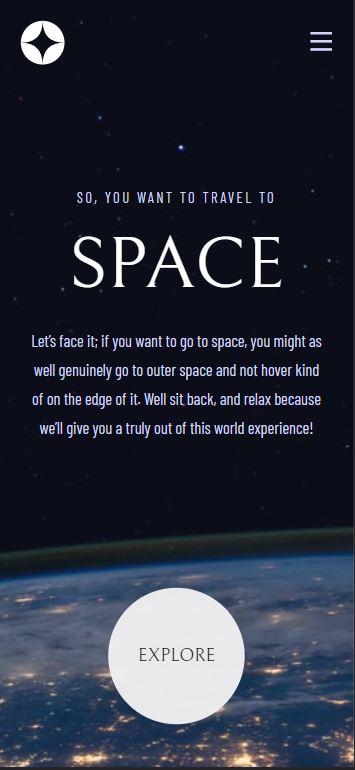 SO, YOU WANT TO TRAVEL TO
SPACE
Let's face it; if you want to go to space, you might as
well genuinely go to outer space and not hover kind
of on the edge of it. Well sit back, and relax because
we'll give you a truly out of this world experience!
EXPLORE